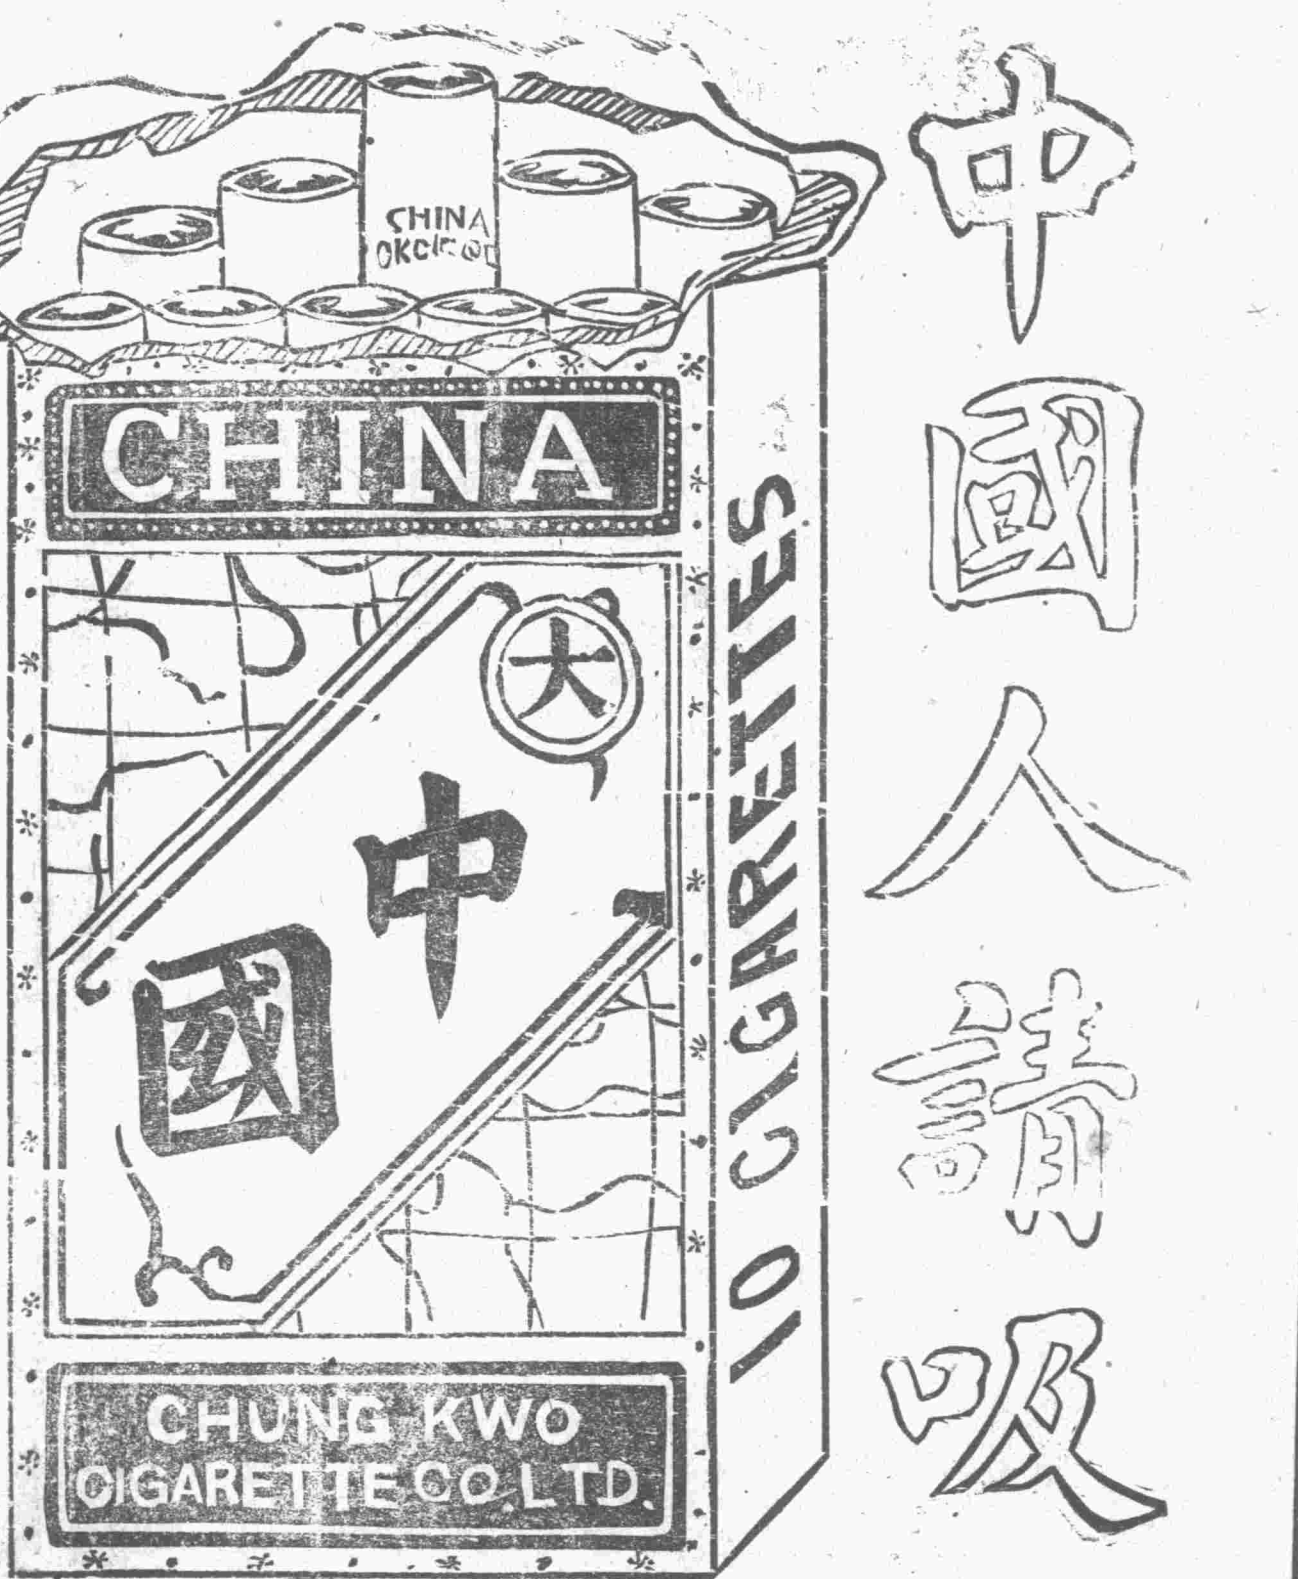 中國人請吸
CHINA
CHINA
大
中
國
10 CIGARETTES
CHUNG KWO
CIGARETTE CO. LTD.